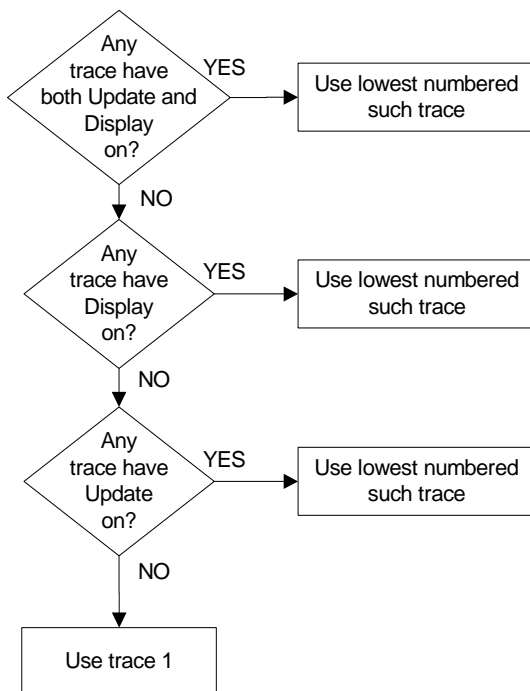 Any
trace have
both Update and
Display
on?
YES
Use lowest numbered
such trace
NO
Any
trace have
Display
on?
YES
Use lowest numbered
such trace
NO
Any
trace have
Update
on?
YES
Use lowest numbered
such trace
NO
Use trace 1